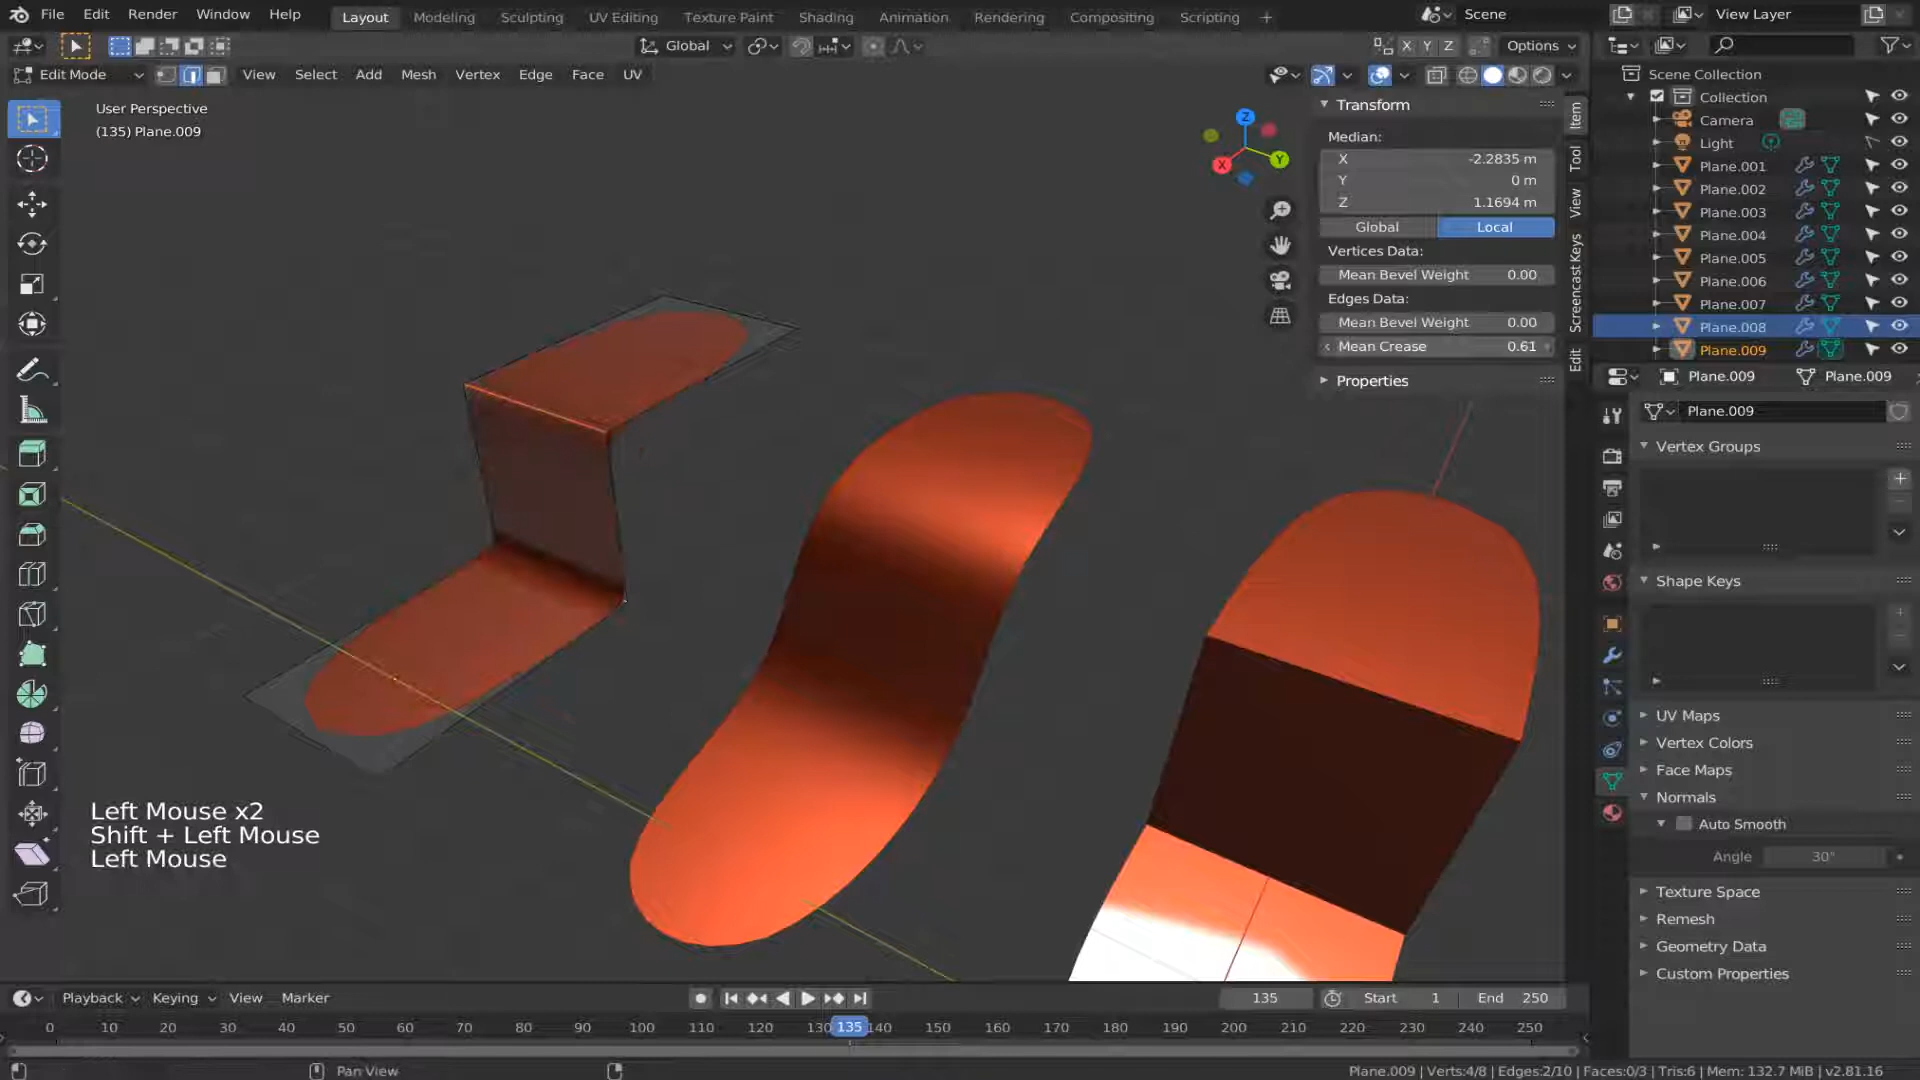 File Edit Render Window Help Layout Modeling Sculpting UV Editing Texture Paint Shading Animation Rendering Compositing Scripting + Scene View Layer
Global X Y Z Options
Edit Mode View Select Add Mesh Vertex Edge Face UV
User Perspective
(135) Plane.009
Z
Y
X
Transform
Median:
X -2.2835 m
Y 0 m
Z 1.1694 m
Global Local
Vertices Data:
Mean Bevel Weight 0.00
Edges Data:
Mean Bevel Weight 0.00
Mean Crease 0.61
Properties
Item
Tool
View
Screencast Keys
Edit
Scene Collection
Collection
Camera
Light
Plane.001
Plane.002
Plane.003
Plane.004
Plane.005
Plane.006
Plane.007
Plane.008
Plane.009
Plane.009 Plane.009
Plane.009
Vertex Groups
Shape Keys
UV Maps
Vertex Colors
Face Maps
Normals
Auto Smooth
Angle 30°
Texture Space
Remesh
Geometry Data
Custom Properties
Left Mouse x2
Shift + Left Mouse
Left Mouse
Playback Keying View Marker 135 Start 1 End 250
0 10 20 30 40 50 60 70 80 90 100 110 120 130 135 140 150 160 170 180 190 200 210 220 230 240 250
Pan View Plane.009 | Verts:4/8 | Edges:2/10 | Faces:0/3 | Tris:6 | Mem: 132.7 MiB | v2.81.16